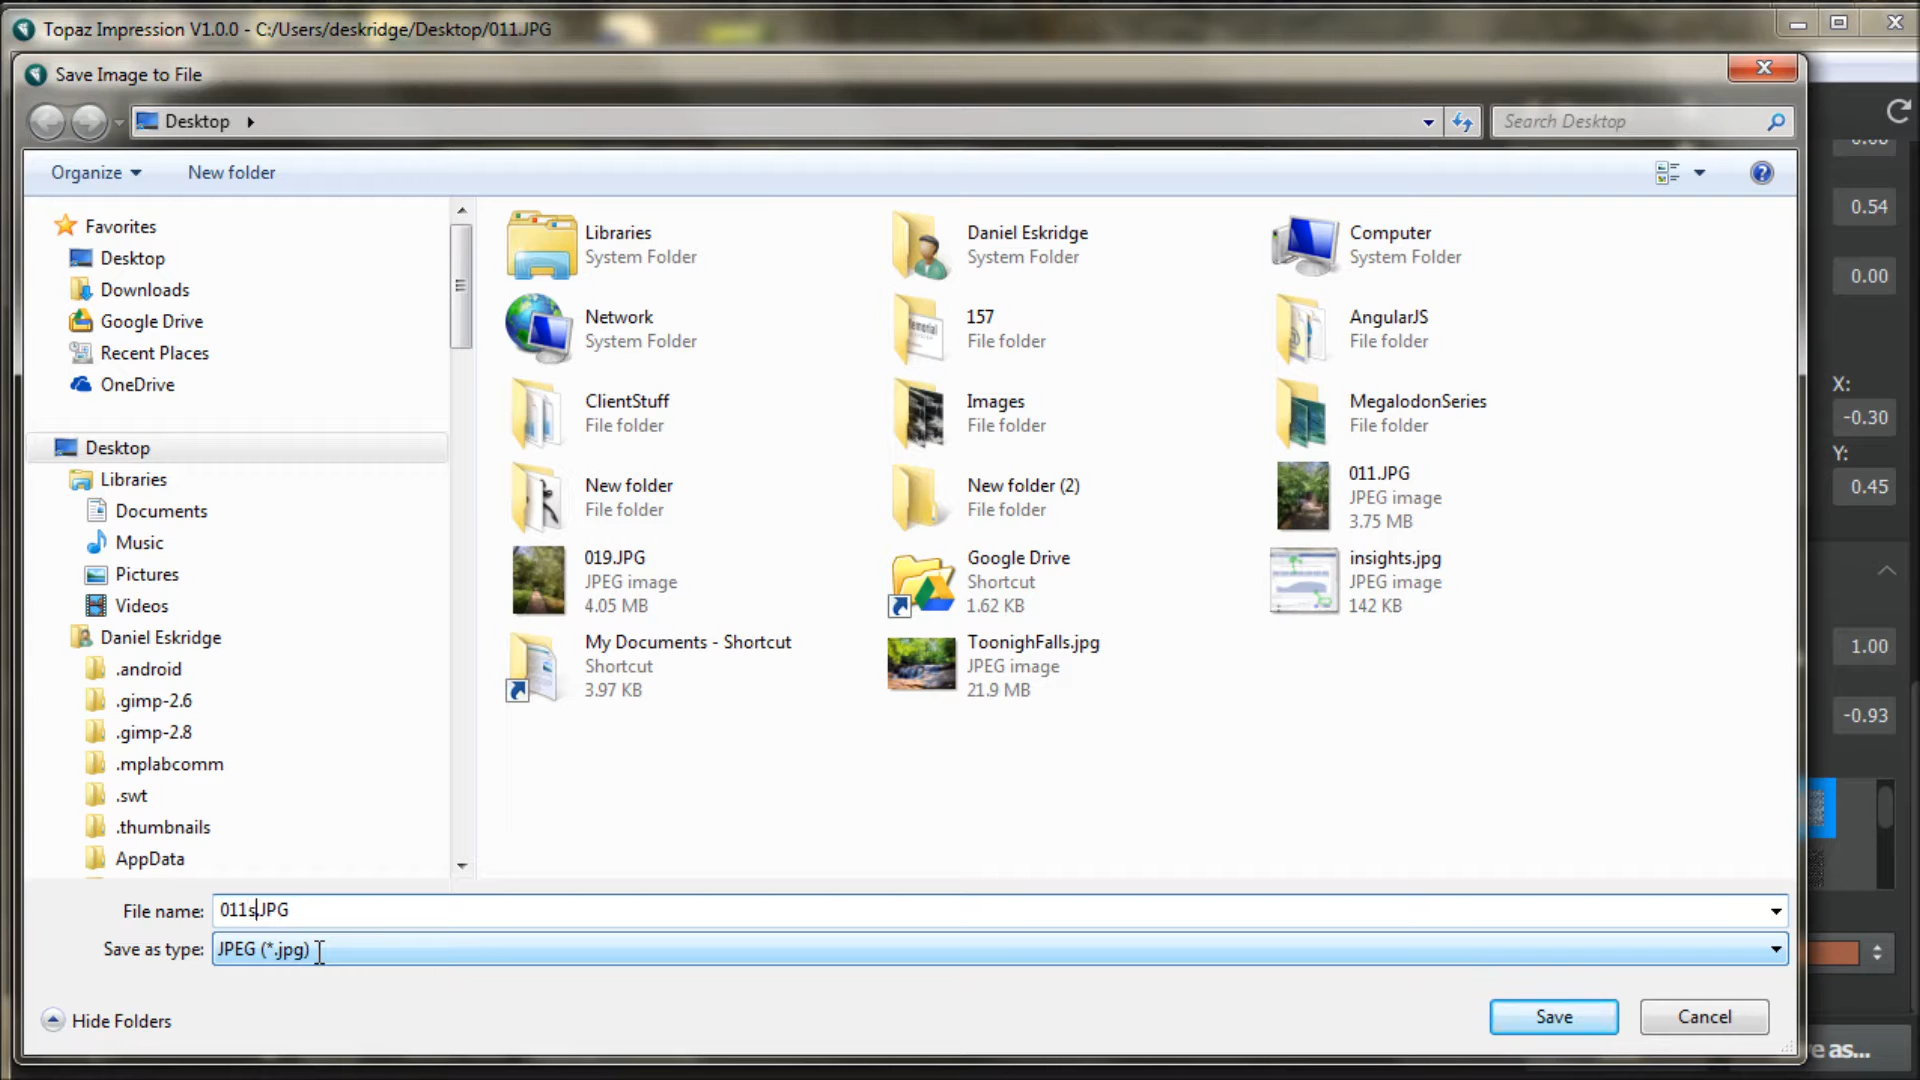 Topaz Impression V1.0.0 - C:/Users/deskridge/Desktop/011.JPG
Save Image to File
Desktop
Search Desktop
Organize
New folder
Favorites
Desktop
Downloads
Google Drive
Recent Places
OneDrive
Desktop
Libraries
Documents
Music
Pictures
Videos
Daniel Eskridge
.android
.gimp-2.6
.gimp-2.8
.mplabcomm
.swt
.thumbnails
AppData
Libraries
System Folder
Daniel Eskridge
System Folder
Computer
System Folder
Network
System Folder
157
File folder
AngularJS
File folder
ClientStuff
File folder
Images
File folder
MegalodonSeries
File folder
New folder
File folder
New folder (2)
File folder
011.JPG
JPEG image
3.75 MB
019.JPG
JPEG image
4.05 MB
Google Drive
Shortcut
1.62 KB
insights.jpg
JPEG image
142 KB
My Documents - Shortcut
Shortcut
3.97 KB
ToonighFalls.jpg
JPEG image
21.9 MB
0.54
0.00
X:
-0.30
Y:
0.45
1.00
-0.93
File name: 011s.JPG
Save as type: JPEG (*.jpg)
Hide Folders
Save
Cancel
e as...